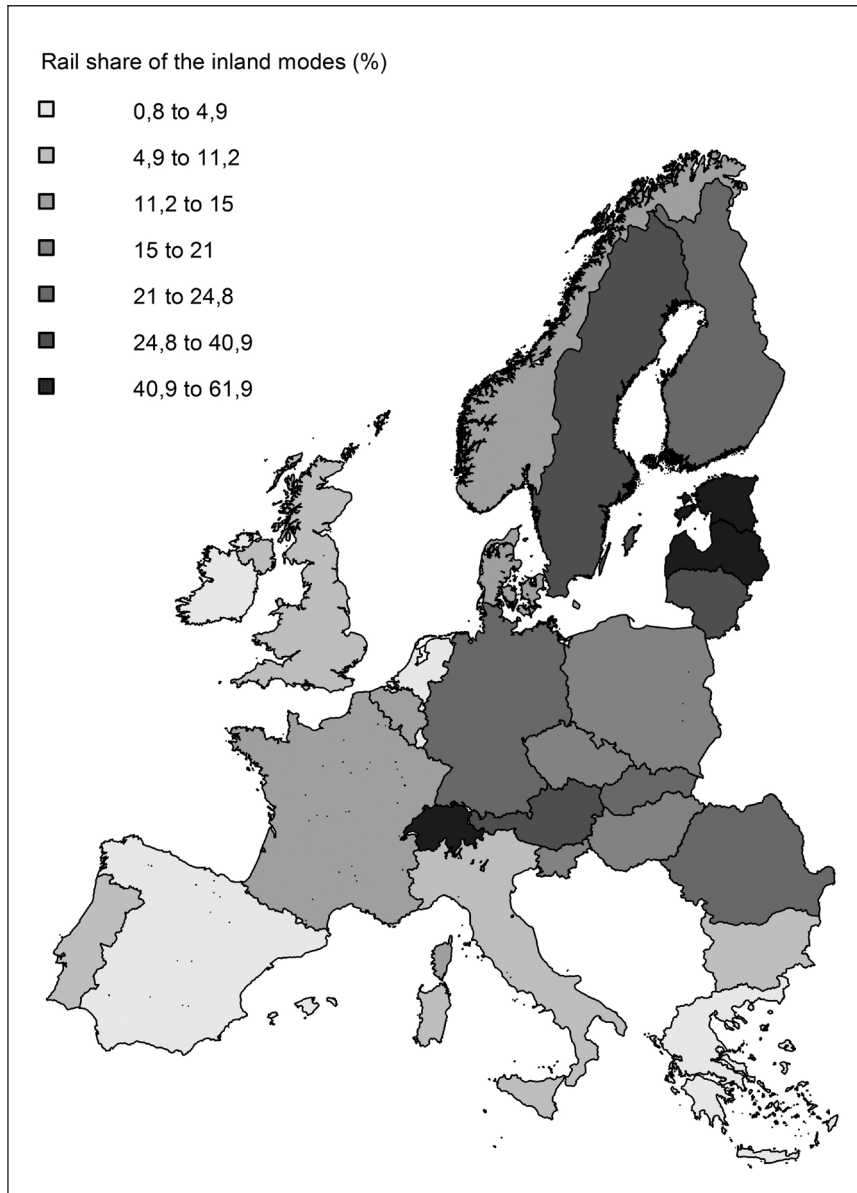 Rail share of the inland modes (%)
0,8 to 4,9
4,9 to 11,2
11,2 to 15
15 to 21
21 to 24,8
24,8 to 40,9
40,9 to 61,9